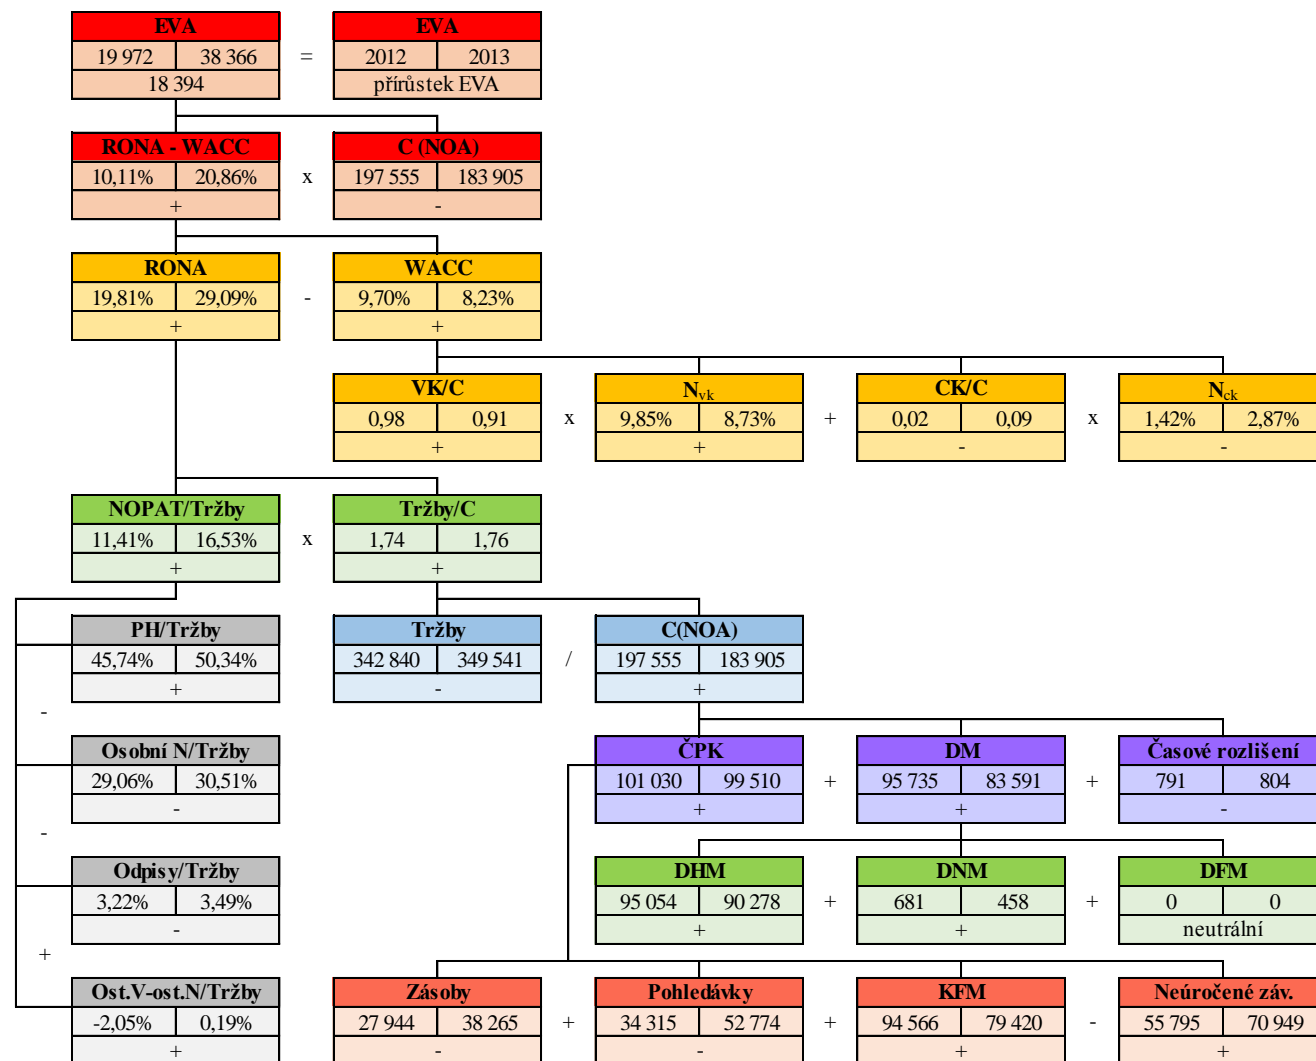 EVA EVA
19 972 38 366 = 2012 2013
18 394 přírůstek EVA
RONA - WACC C (NOA)
10,11% 20,86% x 197 555 183 905
+ -
RONA WACC
19,81% 29,09% - 9,70% 8,23%
+ +
VK/C Nvk CK/C Nck
0,98 0,91 x 9,85% 8,73% + 0,02 0,09 x 1,42% 2,87%
+ + - -
NOPAT/Tržby Tržby/C
11,41% 16,53% x 1,74 1,76
+ +
PH/Tržby Tržby C(NOA)
45,74% 50,34% 342 840 349 541 / 197 555 183 905
+ - +
-
Osobní N/Tržby ČPK DM Časové rozlišení
29,06% 30,51% 101 030 99 510 + 95 735 83 591 + 791 804
- + + -
-
Odpisy/Tržby DHM DNM DFM
3,22% 3,49% 95 054 90 278 + 681 458 + 0 0
- + + neutrální
+
Ost.V-ost.N/Tržby Zásoby Pohledávky KFM Neúročené záv.
-2,05% 0,19% 27 944 38 265 + 34 315 52 774 + 94 566 79 420 - 55 795 70 949
+ - - + +